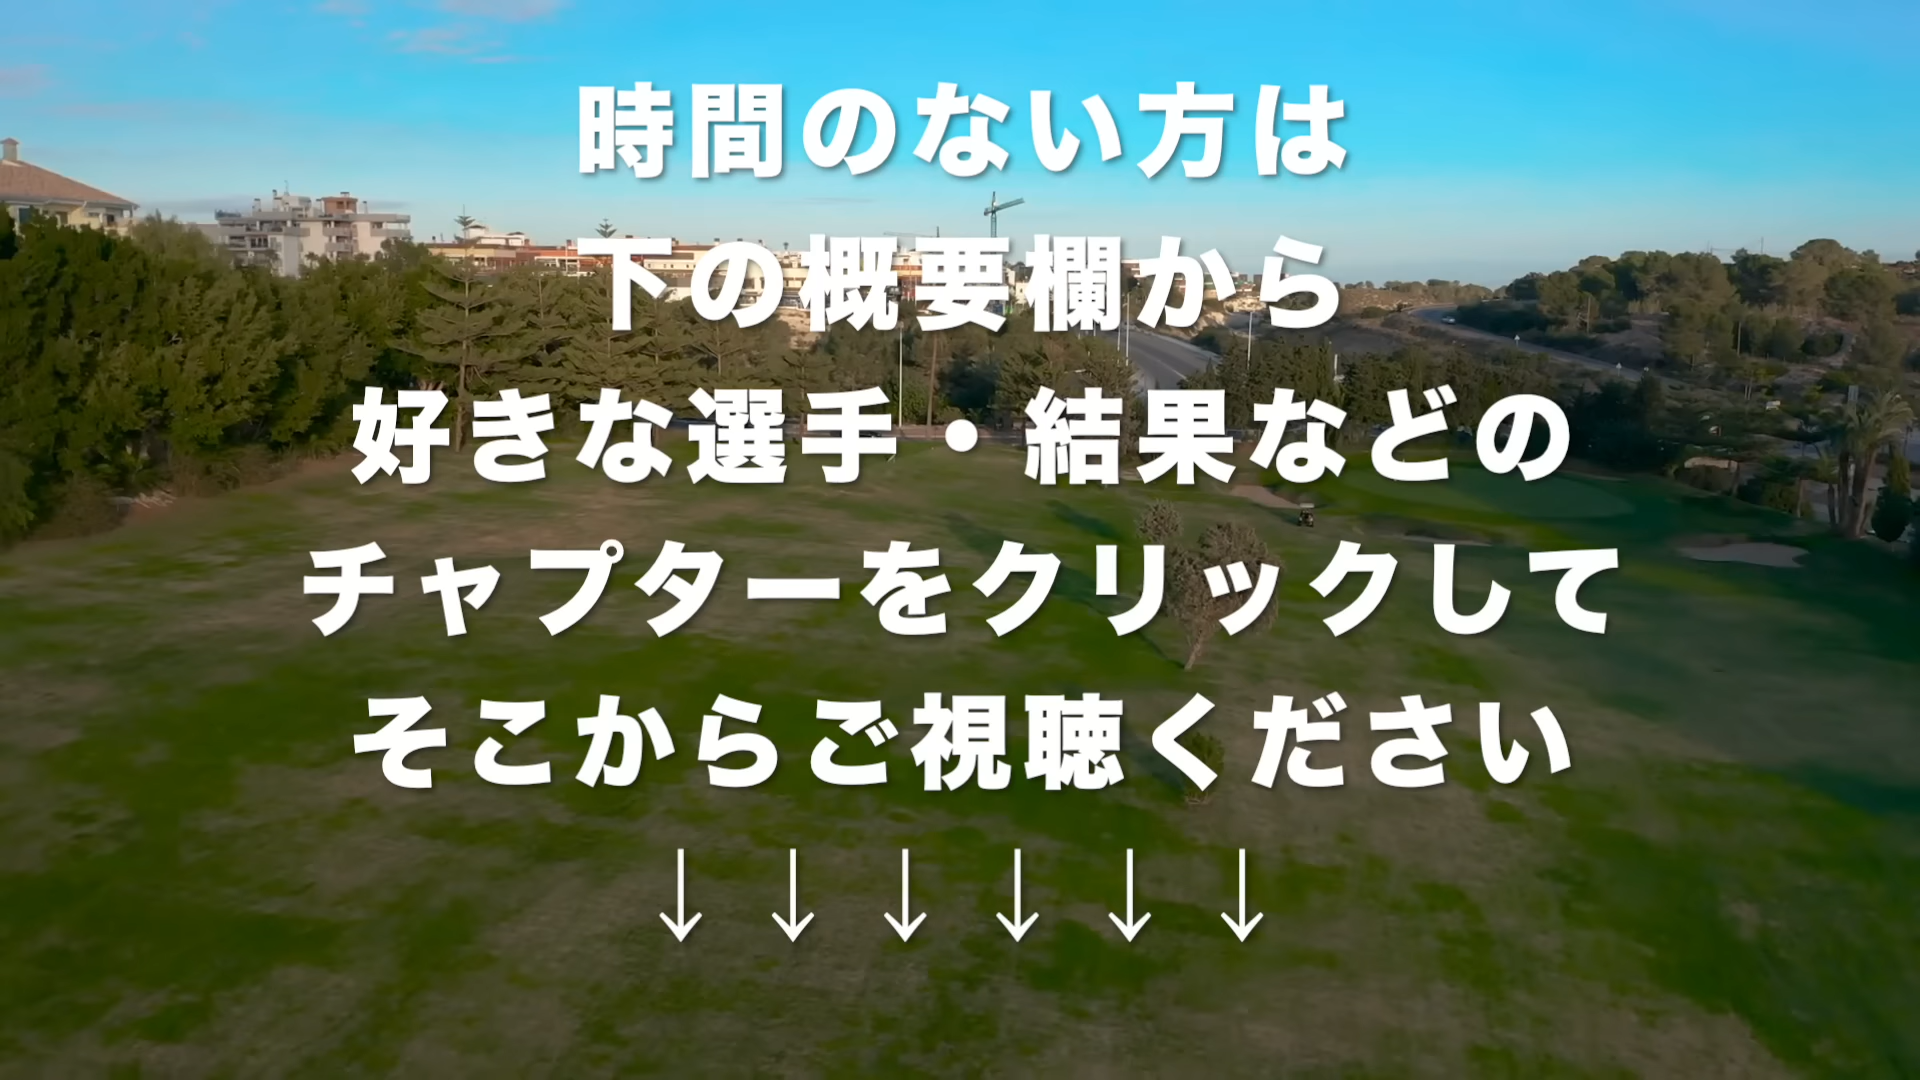 時間のない方は
下の概要欄から
好きな選手・結果などの
チャプターをクリックして
そこからご視聴ください
↓↓↓↓↓↓